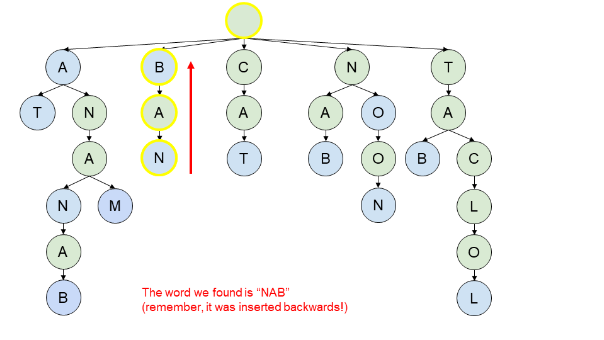 A B C N T
T N A A A O A
A N T B O B C
N M N L
A O
B L
The word we found is “NAB”
(remember, it was inserted backwards!)